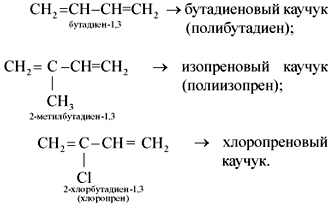 CH₂=CH-CH=CH₂ → бутадиеновый каучук
бутадиен-1,3 (полибутадиен);
CH₂=C-CH=CH₂ → изопреновый каучук
| (полиизопрен);
CH₃
2-метилбутадиен-1,3
CH₂=C-CH=CH₂ → хлоропреновый
| каучук.
Cl
2-хлорбутадиен-1,3
(хлоропрен)